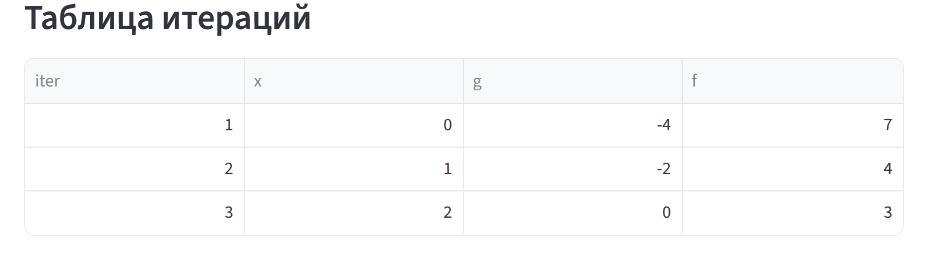 Таблица итераций
iter x g f
1 0 -4 7
2 1 -2 4
3 2 0 3